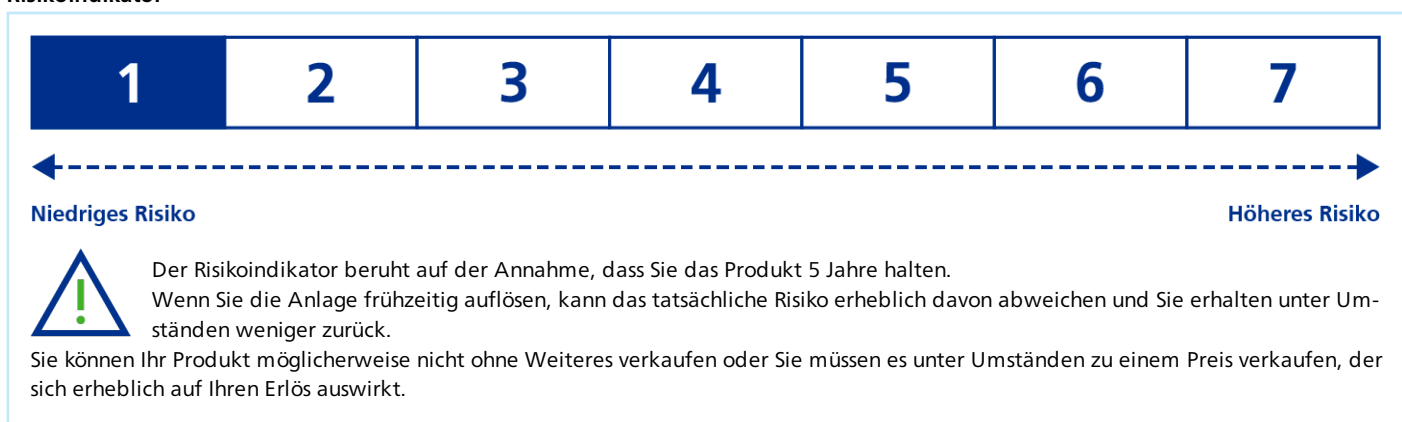 Risikoindikator
1 2 3 4 5 6 7
Niedriges Risiko Höheres Risiko
Der Risikoindikator beruht auf der Annahme, dass Sie das Produkt 5 Jahre halten.
Wenn Sie die Anlage frühzeitig auflösen, kann das tatsächliche Risiko erheblich davon abweichen und Sie erhalten unter Um-
ständen weniger zurück.
Sie können Ihr Produkt möglicherweise nicht ohne Weiteres verkaufen oder Sie müssen es unter Umständen zu einem Preis verkaufen, der
sich erheblich auf Ihren Erlös auswirkt.